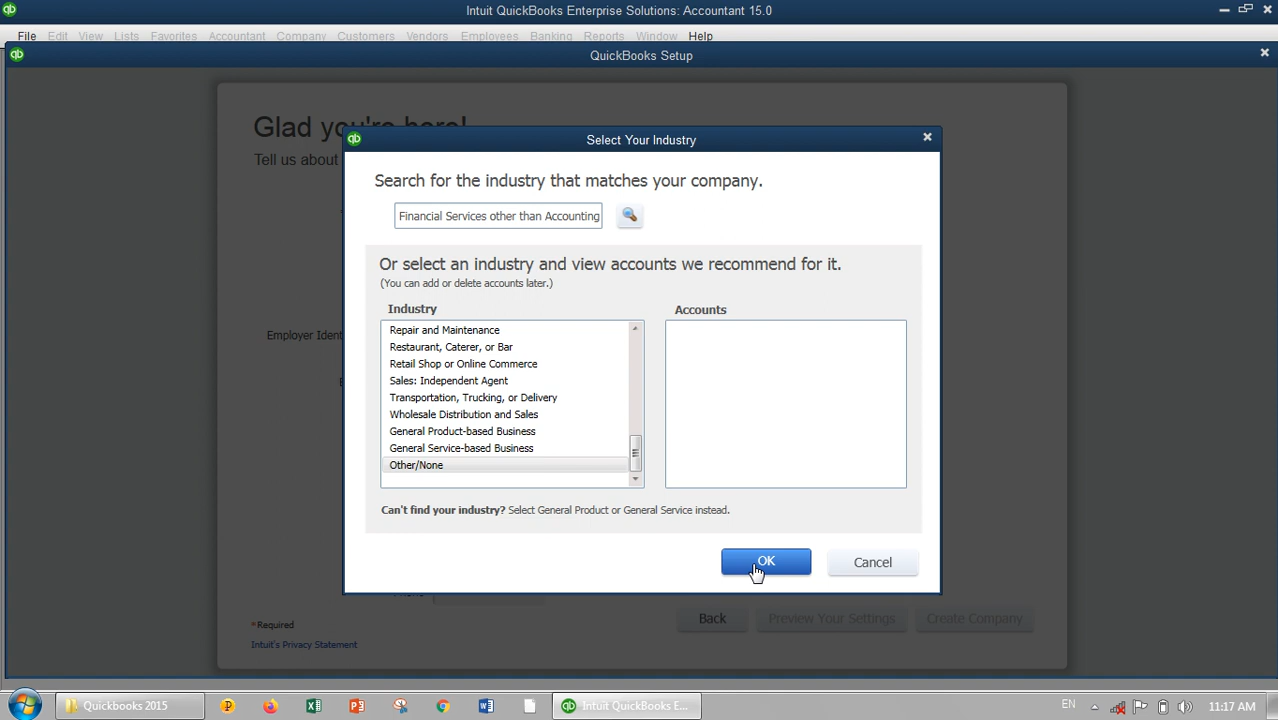 Intuit QuickBooks Enterprise Solutions: Accountant 15.0
File Edit View Lists Favorites Accountant Company Customers Vendors Employees Banking Reports Window Help
QuickBooks Setup
Glad you're here!
Tell us about
Select Your Industry
Search for the industry that matches your company.
Financial Services other than Accounting
Or select an industry and view accounts we recommend for it.
(You can add or delete accounts later.)
Industry
Accounts
Repair and Maintenance
Restaurant, Caterer, or Bar
Retail Shop or Online Commerce
Sales: Independent Agent
Transportation, Trucking, or Delivery
Wholesale Distribution and Sales
General Product-based Business
General Service-based Business
Other/None
Can't find your industry? Select General Product or General Service instead.
OK
Cancel
Employer Ident
Back
Preview Your Settings
Create Company
*Required
Intuit's Privacy Statement
Quickbooks 2015
Intuit QuickBooks E...
EN
11:17 AM